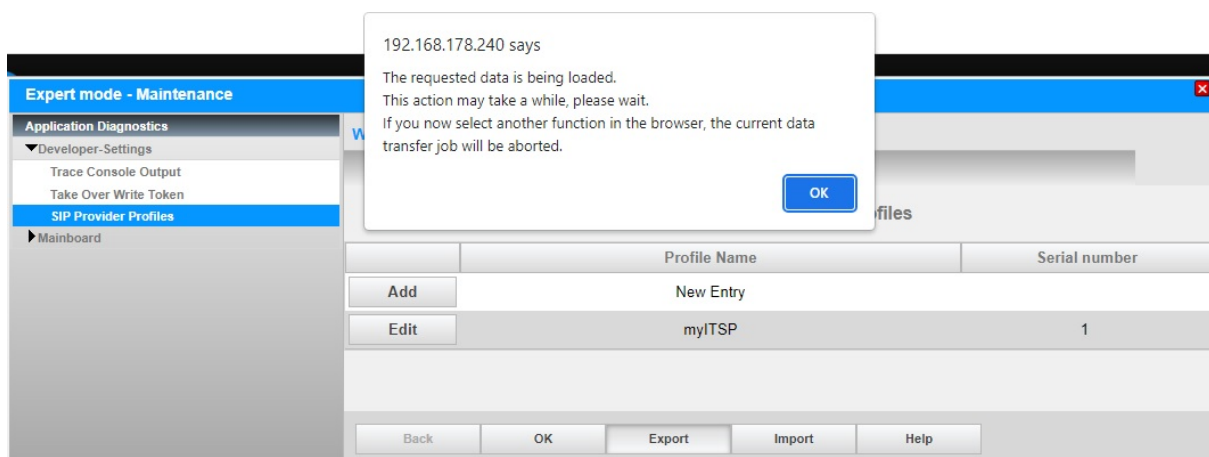 192.168.178.240 says
The requested data is being loaded.
This action may take a while, please wait.
If you now select another function in the browser, the current data
transfer job will be aborted.
OK
Expert mode - Maintenance
Application Diagnostics
Developer-Settings
Trace Console Output
Take Over Write Token
SIP Provider Profiles
Mainboard
W
ofiles
Profile Name Serial number
Add New Entry
Edit myITSP 1
Back OK Export Import Help